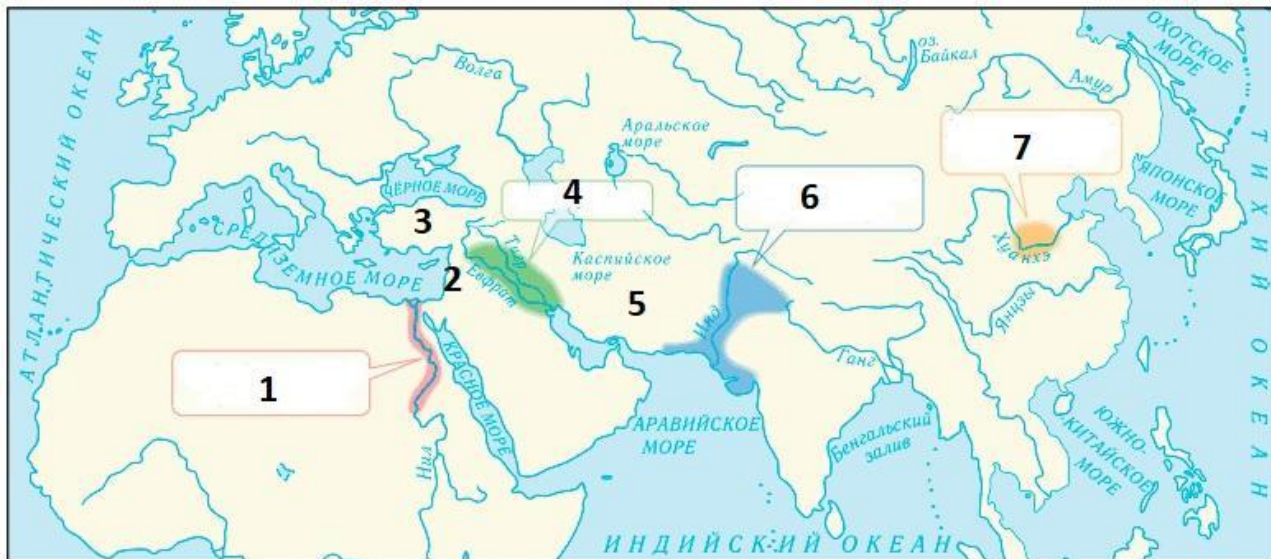 АТЛАНТИЧЕСКИЙ ОКЕАН
Волга
оз.
Байкал
Амур
ОХОТСКОЕ
МОРЕ
Аральское
море
7
ТИХИЙ ОКЕАН
ЯПОНСКОЕ
МОРЕ
ЧЁРНОЕ МОРЕ
4
6
3
СРЕДИЗЕМНОЕ МОРЕ
Тигр
Евфрат
Каспийское
море
Хуанхэ
2
5
Инд
Янцзы
1
КРАСНОЕ МОРЕ
Ганг
АРАВИЙСКОЕ
МОРЕ
Бенгальский
залив
ЮЖНО-
КИТАЙСКОЕ
МОРЕ
Нил
Ц
ИНДИЙСКИЙ ОКЕАН